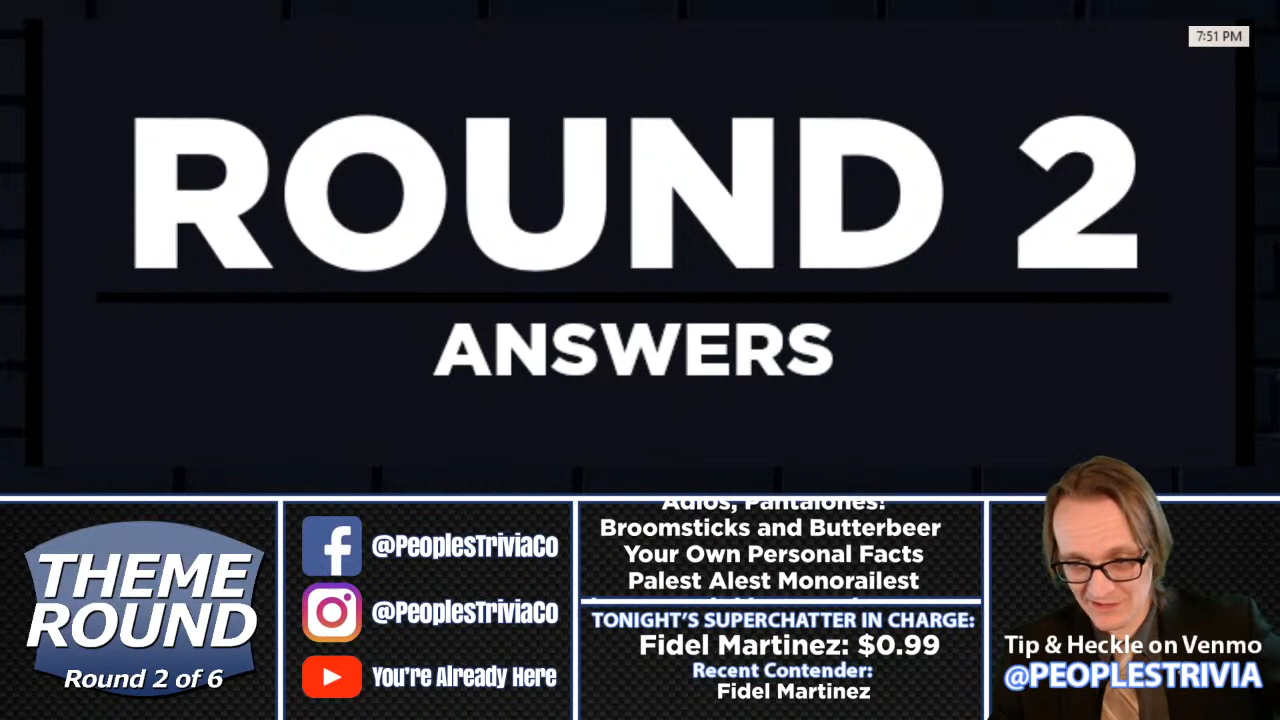 7:51 PM
ROUND 2
ANSWERS
THEME
ROUND
Round 2 of 6
@PeoplesTriviaCo
@PeoplesTriviaCo
You're Already Here
Adios, Pantalones!
Broomsticks and Butterbeer
Your Own Personal Facts
Palest Alest Monorailest
TONIGHT'S SUPERCHATTER IN CHARGE:
Fidel Martinez: $0.99
Recent Contender:
Fidel Martinez
Tip & Heckle on Venmo
@PEOPLESTRIVIA